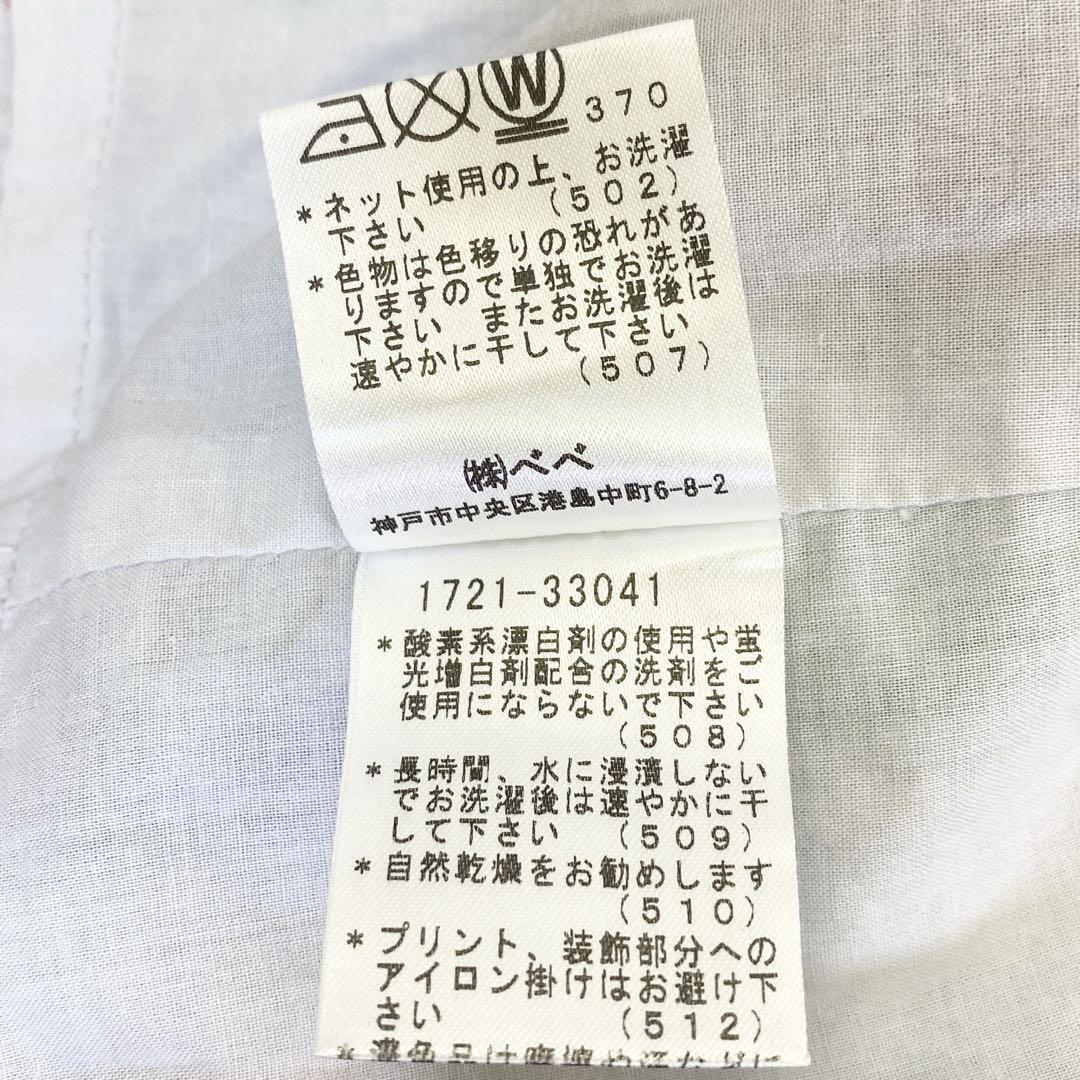 W
370
*ネット使用の上、お洗濯
下さい (502)
*色物は色移りの恐れがあ
りますので単独でお洗濯
下さい また洗濯後は
速やかに干して下さい
(507)
㈱べべ
神戸市中央区港島中町6-8-2
1721-33041
*酸素系漂白剤の使用や蛍
光増白剤配合の洗剤をご
使用にならないで下さい
(508)
*長時間、水に浸漬しない
でお洗濯後は速やかに干
して下さい (509)
*自然乾燥をお勧めします
(510)
*プリント、装飾部分への
アイロン掛けはお避け下
さい (512)